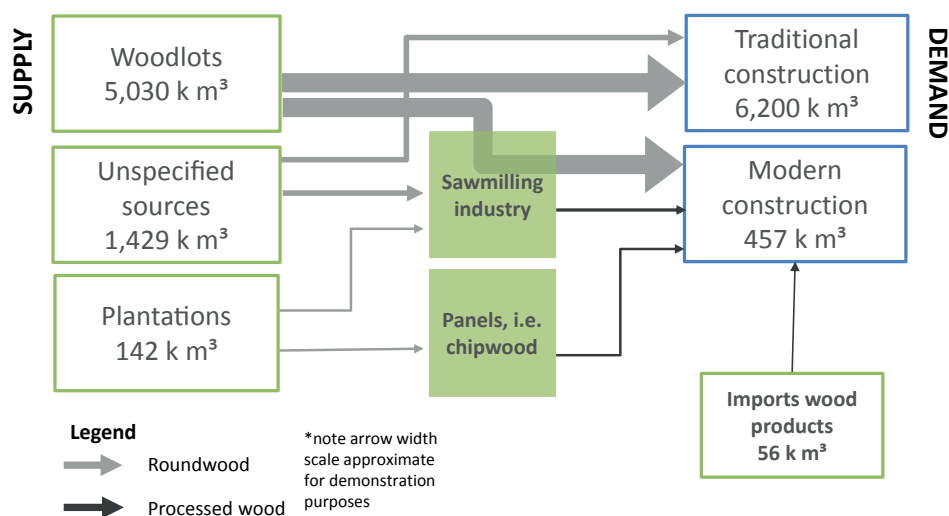 SUPPLY
Woodlots
5,030 k m³
Unspecified
sources
1,429 k m³
Plantations
142 k m³
Sawmilling
industry
Panels, i.e.
chipwood
Traditional
construction
6,200 k m³
Modern
construction
457 k m³
DEMAND
Imports wood
products
56 k m³
Legend
Roundwood
Processed wood
*note arrow width
scale approximate
for demonstration
purposes